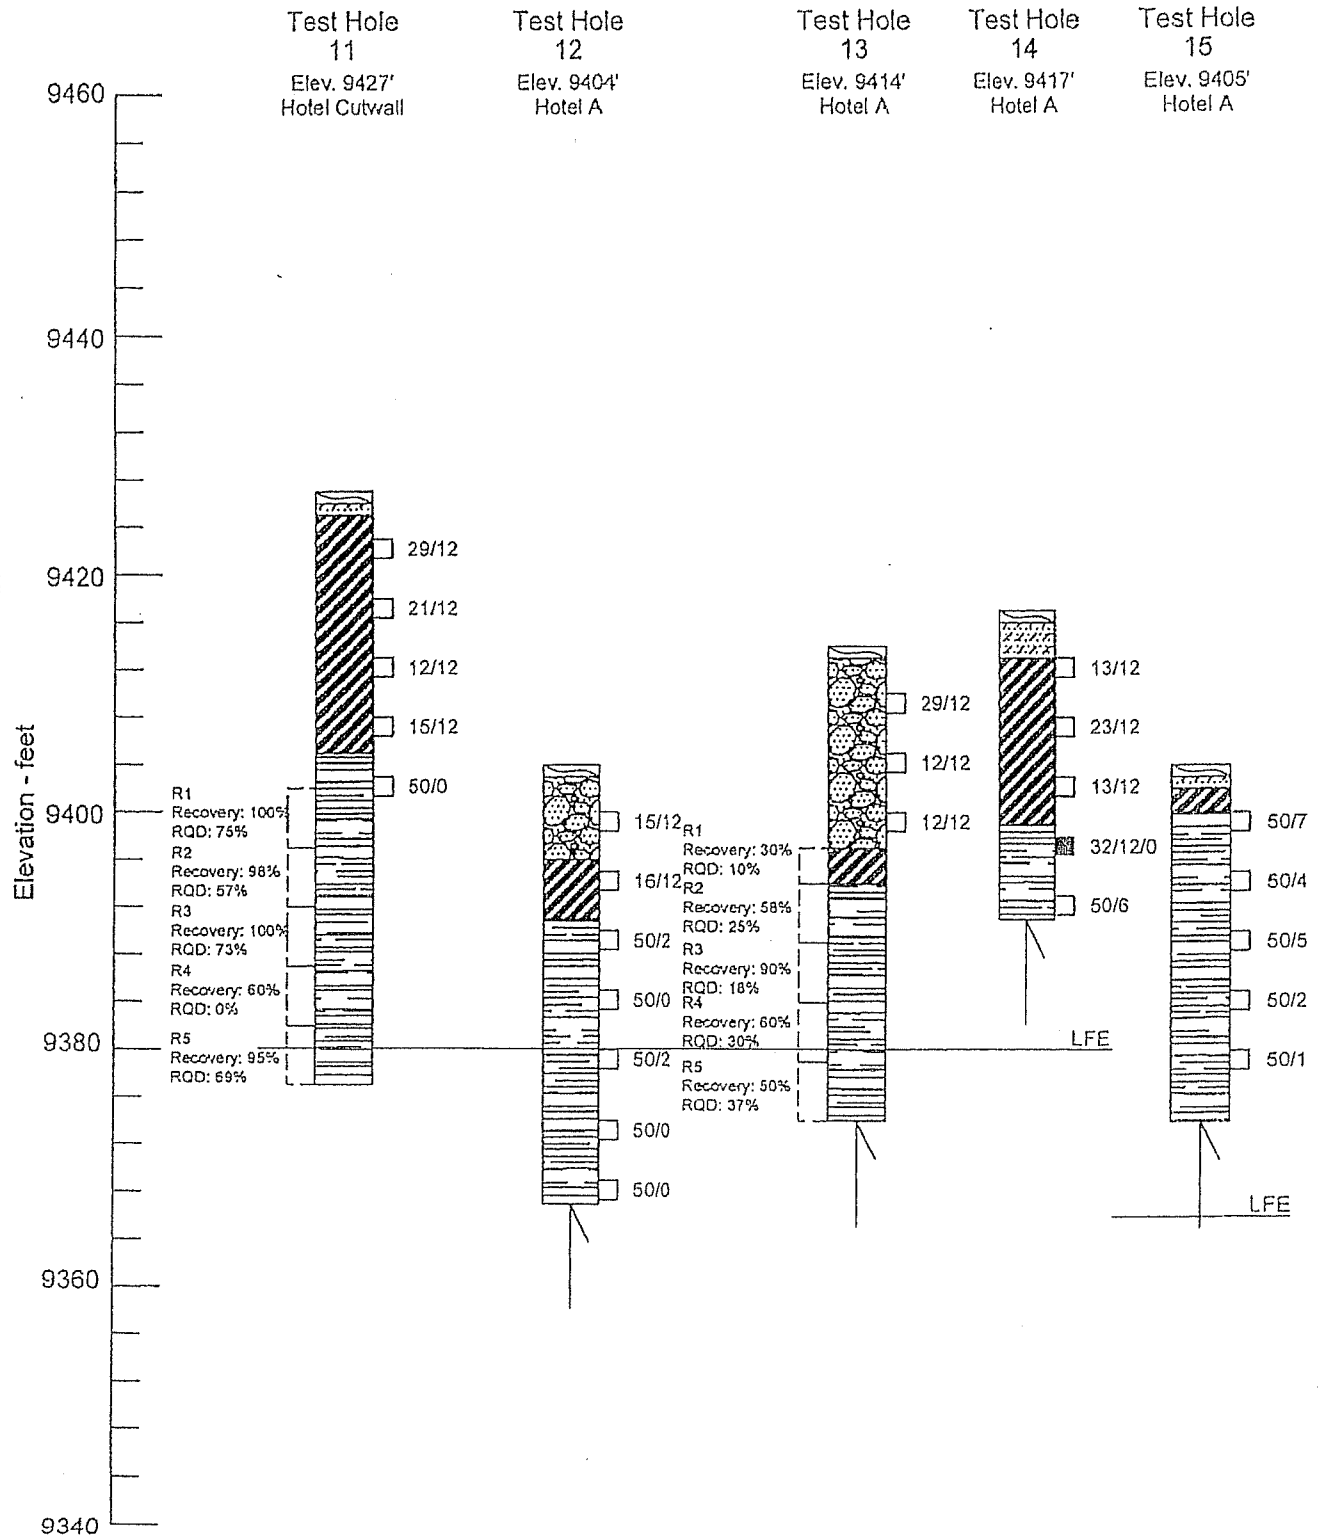 Test Hole
11
Elev. 9427'
Hotel Cutwall
Test Hole
12
Elev. 9404'
Hotel A
Test Hole
13
Elev. 9414'
Hotel A
Test Hole
14
Elev. 9417'
Hotel A
Test Hole
15
Elev. 9405'
Hotel A
Elevation - feet
9460
9440
9420
9400
9380
9360
9340
29/12
21/12
12/12
15/12
50/0
R1
Recovery: 100%
RQD: 75%
R2
Recovery: 98%
RQD: 57%
R3
Recovery: 100%
RQD: 73%
R4
Recovery: 60%
RQD: 0%
R5
Recovery: 95%
RQD: 69%
15/12
16/12
50/2
50/0
50/2
50/0
50/0
R1
Recovery: 30%
RQD: 10%
R2
Recovery: 58%
RQD: 25%
R3
Recovery: 90%
RQD: 18%
R4
Recovery: 60%
RQD: 30%
R5
Recovery: 50%
RQD: 37%
29/12
12/12
12/12
13/12
23/12
13/12
32/12/0
50/6
LFE
50/7
50/4
50/5
50/2
50/1
LFE